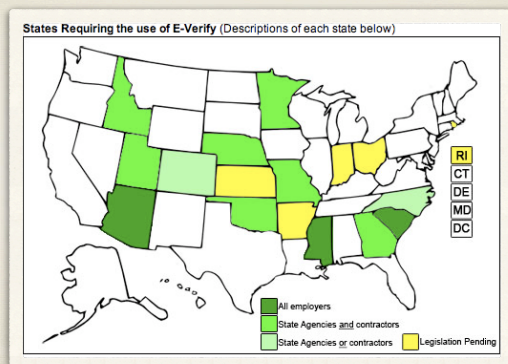 States Requiring the use of E-Verify (Descriptions of each state below)
RI
CT
DE
MD
DC
All employers
State Agencies and contractors
State Agencies or contractors
Legislation Pending